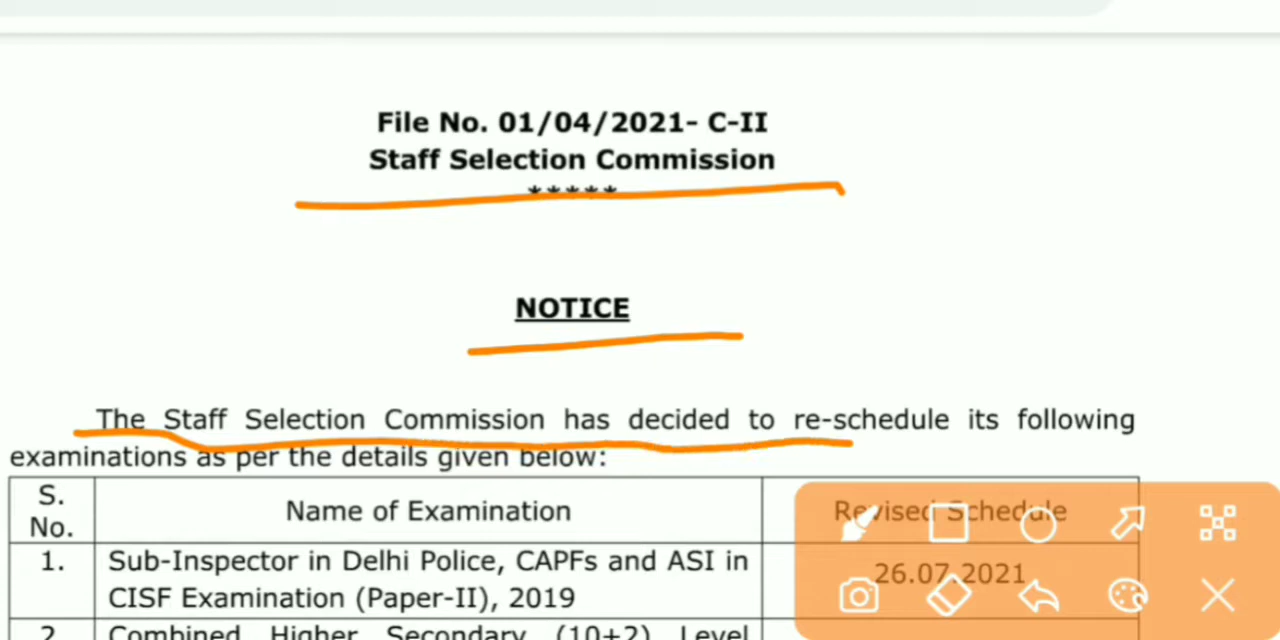 File No. 01/04/2021- C-II
Staff Selection Commission
*****
NOTICE
The Staff Selection Commission has decided to re-schedule its following
examinations as per the details given below:
S.
No.
Name of Examination
Revised Schedule
1.
Sub-Inspector in Delhi Police, CAPFs and ASI in
CISF Examination (Paper-II), 2019
26.07.2021
2.
Combined Higher Secondary (10+2) Level